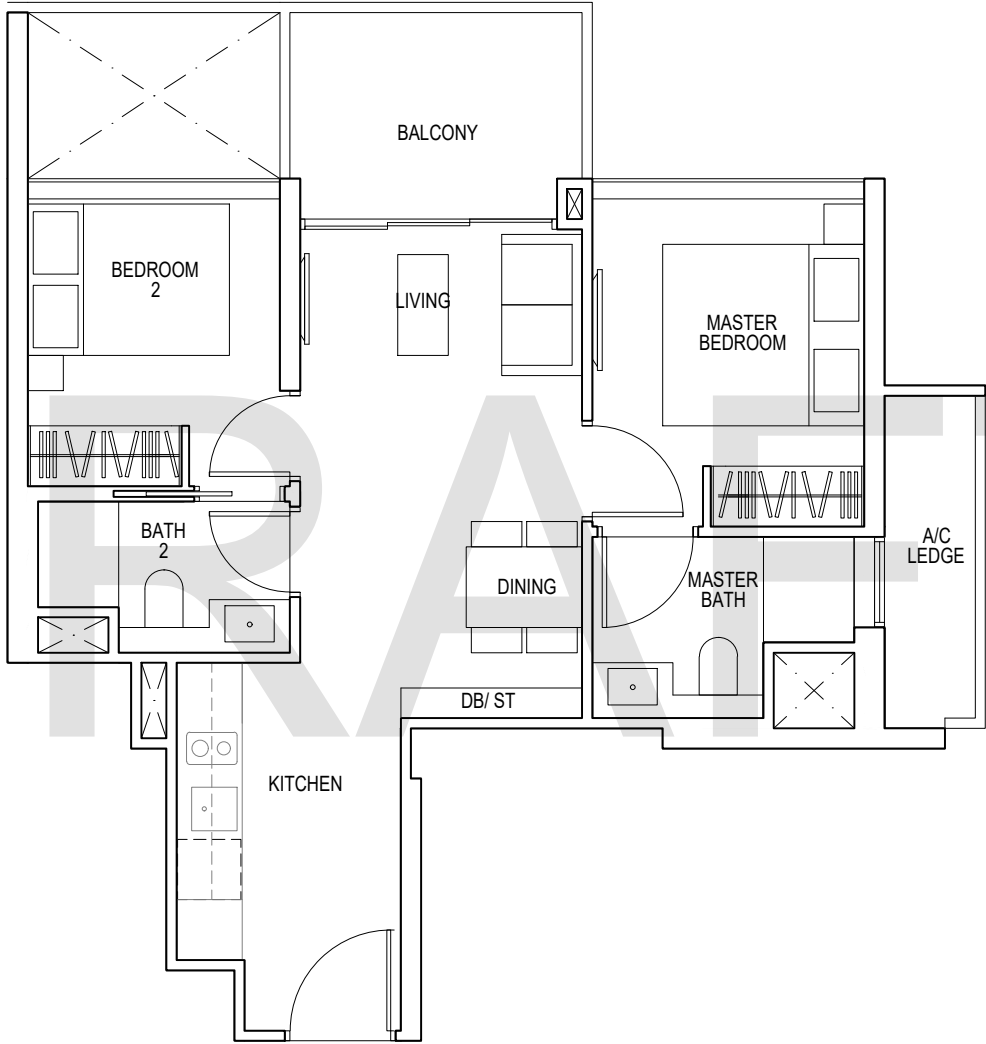 BALCONY
BEDROOM
2
LIVING
MASTER
BEDROOM
BATH
2
DINING
MASTER
BATH
A/C
LEDGE
DB/ ST
KITCHEN
RAF